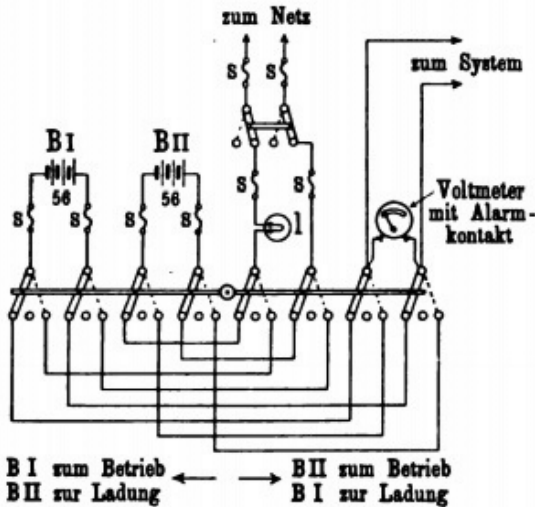 zum Netz
S S
zum System
B I B II
56 56
S S S S S S
1
Voltmeter
mit Alarm-
kontakt
B I zum Betrieb
B II zur Ladung
B II zum Betrieb
B I zur Ladung